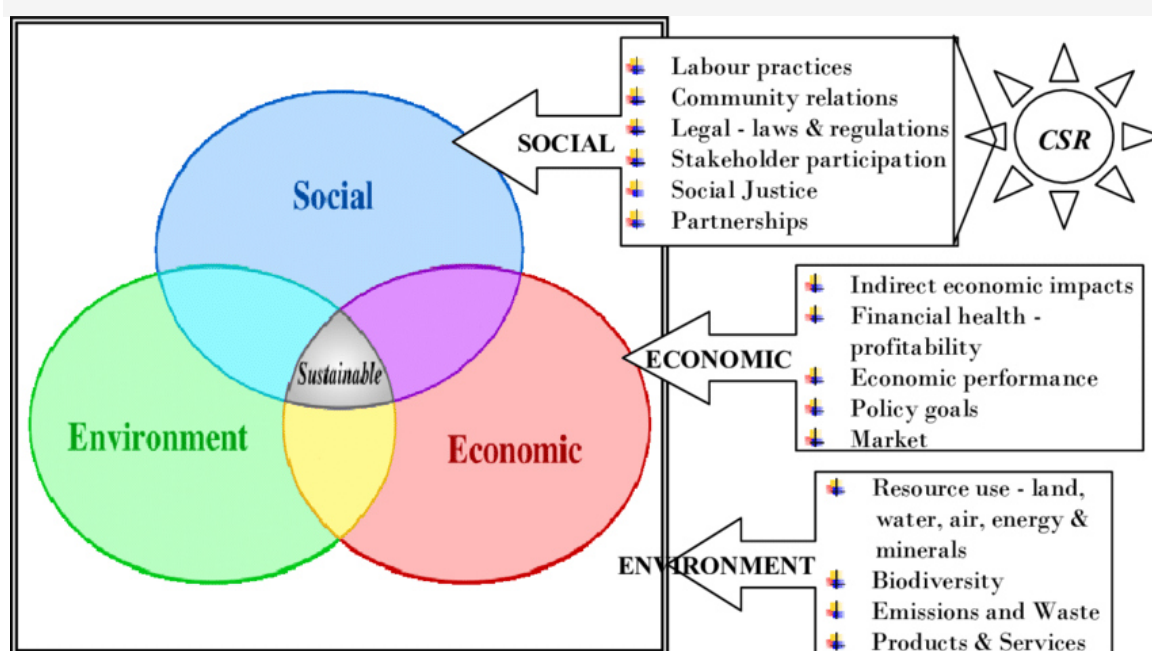 Social
Environment
Economic
Sustainable
SOCIAL
Labour practices
Community relations
Legal - laws & regulations
Stakeholder participation
Social Justice
Partnerships
CSR
ECONOMIC
Indirect economic impacts
Financial health -
profitability
Economic performance
Policy goals
Market
ENVIRONMENT
Resource use - land,
water, air, energy &
minerals
Biodiversity
Emissions and Waste
Products & Services